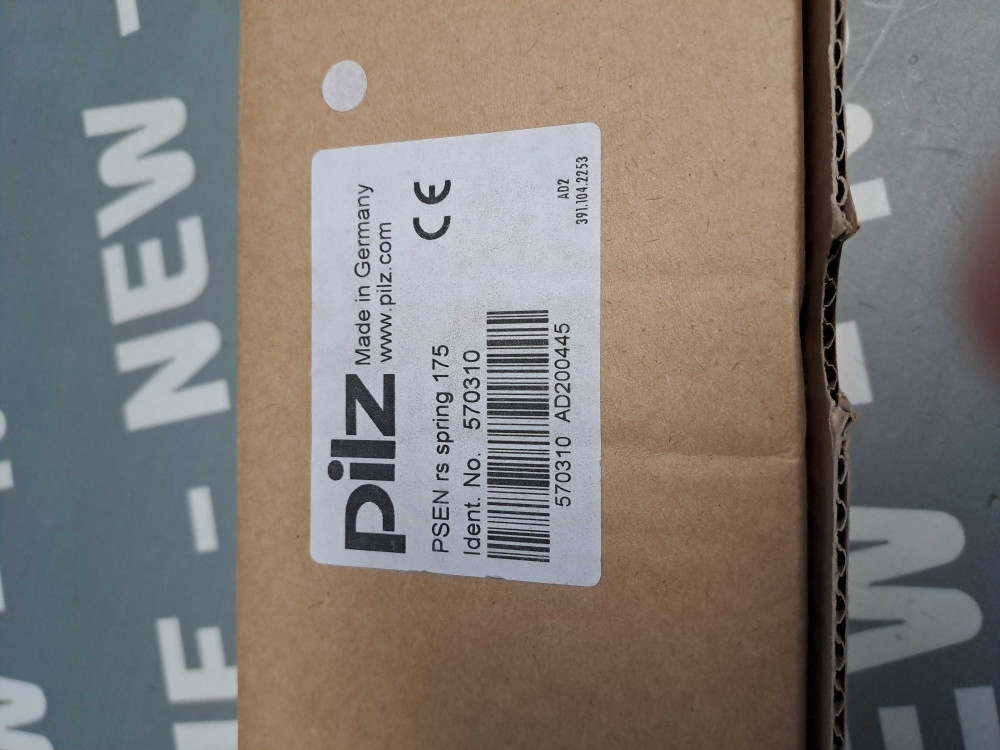 pilz
Made in Germany
www.pilz.com
PSEN rs spring 175
Ident. No. 570310
CE
570310 AD200445
AD2
391.104.2253
- NEW -